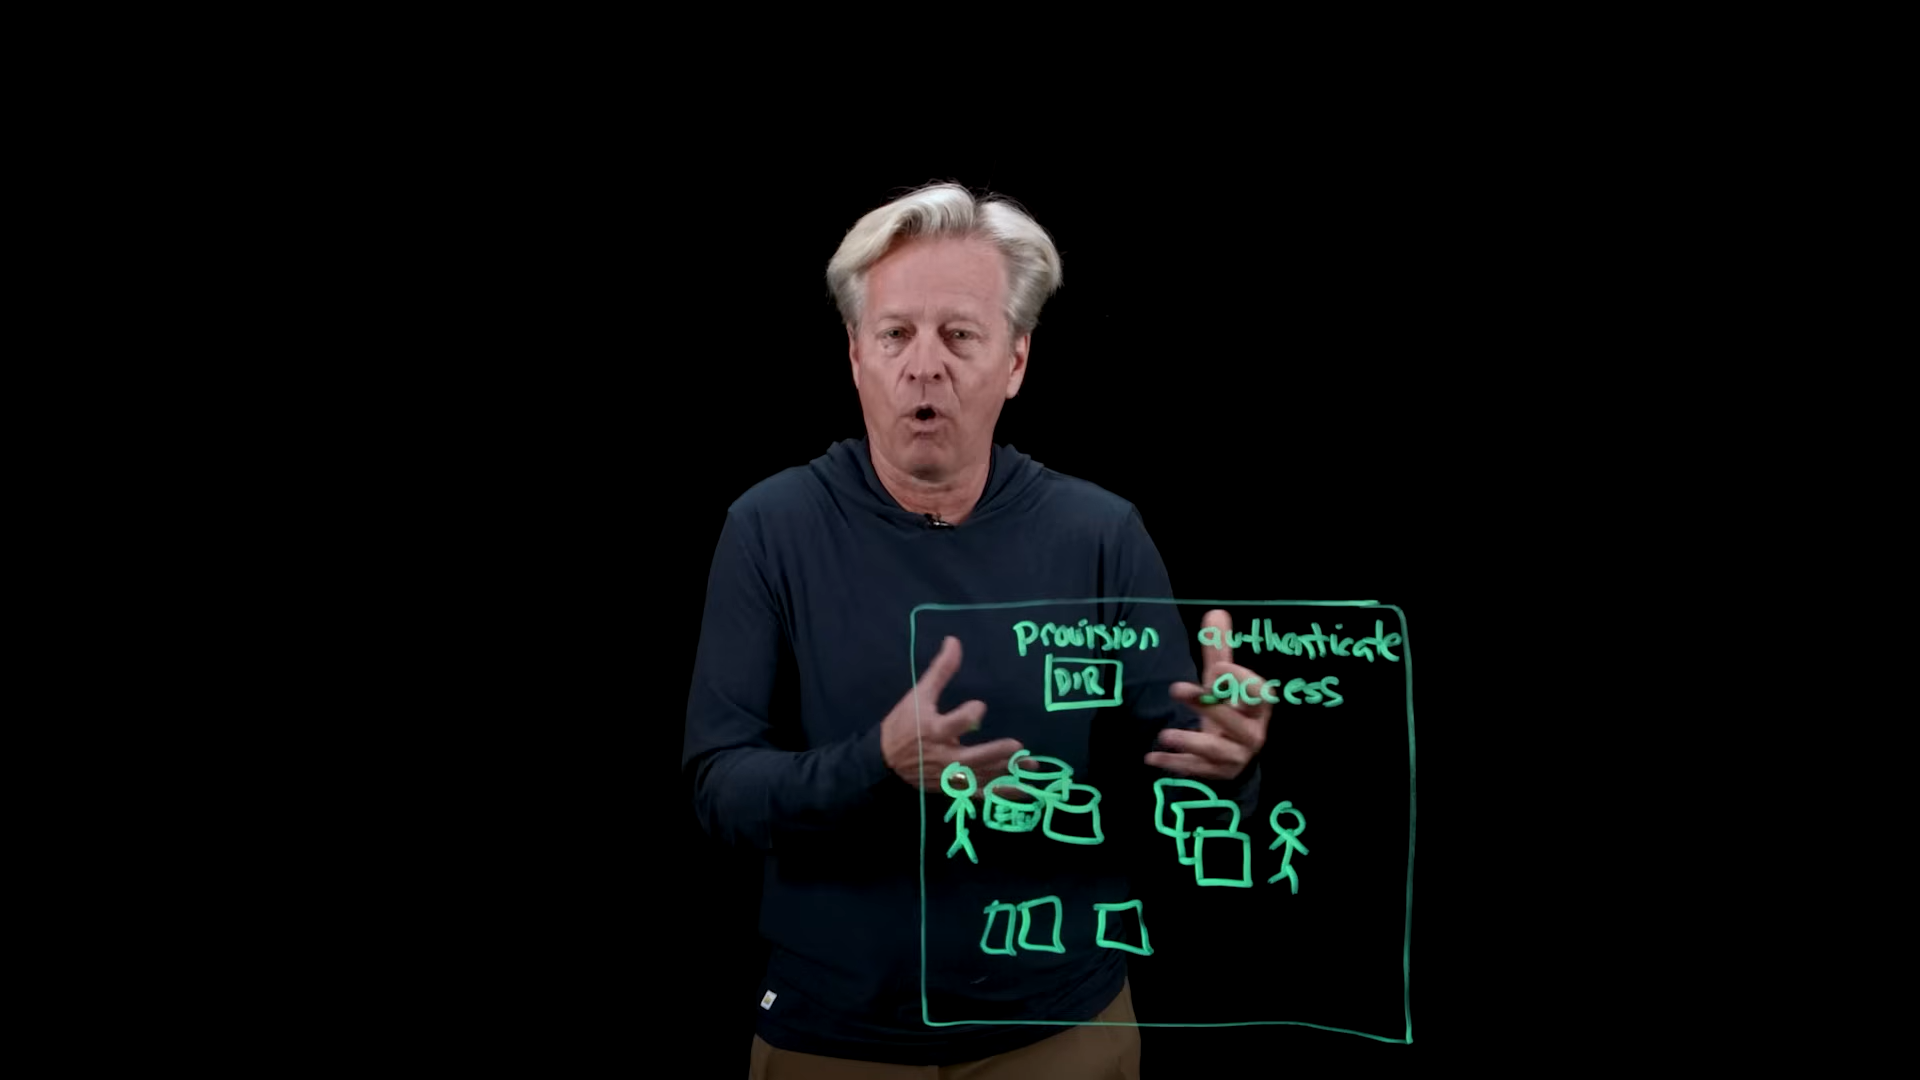 provision
authenticate
DIR
access